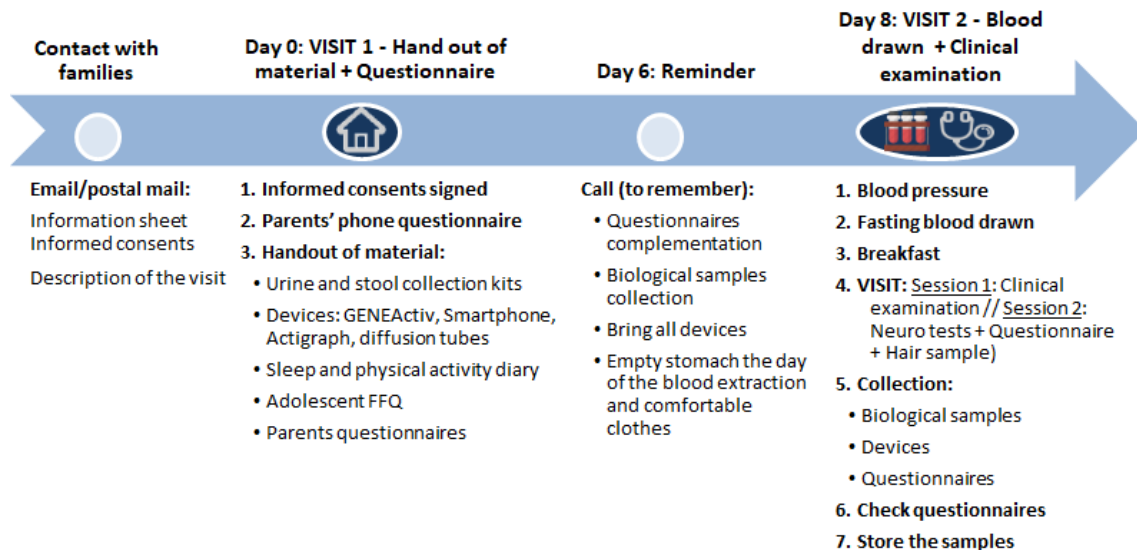 Contact with
families
Email/postal mail:
Information sheet
Informed consents
Description of the visit
Day 0: VISIT 1 - Hand out of
material + Questionnaire
1. Informed consents signed
2. Parents' phone questionnaire
3. Handout of material:
• Urine and stool collection kits
• Devices: GENEActiv, Smartphone,
Actigraph, diffusion tubes
• Sleep and physical activity diary
• Adolescent FFQ
• Parents questionnaires
Day 6: Reminder
Call (to remember):
• Questionnaires
complementation
• Biological samples
collection
• Bring all devices
• Empty stomach the day
of the blood extraction
and comfortable
clothes
Day 8: VISIT 2 - Blood
drawn + Clinical
examination
1. Blood pressure
2. Fasting blood drawn
3. Breakfast
4. VISIT: Session 1: Clinical
examination // Session 2:
Neuro tests + Questionnaire
+ Hair sample)
5. Collection:
• Biological samples
• Devices
• Questionnaires
6. Check questionnaires
7. Store the samples